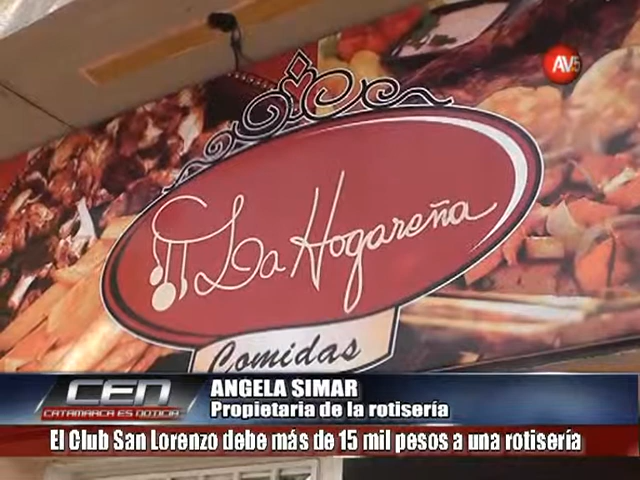 AV5
La Hogareña
Comidas
CEN
CATAMARCA ES NOTICIA
ANGELA SIMAR
Propietaria de la rotisería
El Club San Lorenzo debe más de 15 mil pesos a una rotisería